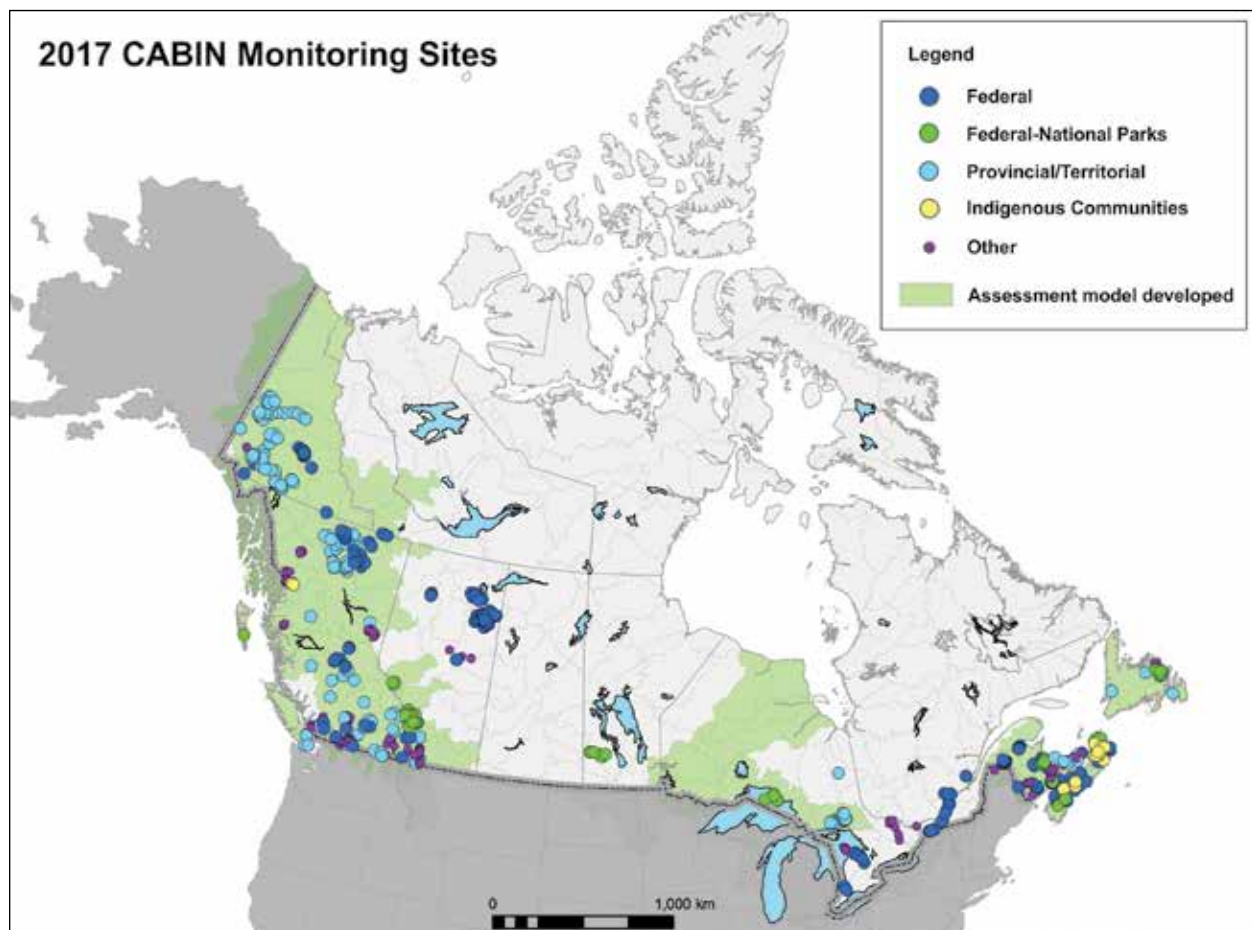 2017 CABIN Monitoring Sites
Legend
Federal
Federal-National Parks
Provincial/Territorial
Indigenous Communities
Other
Assessment model developed
0 1,000 km